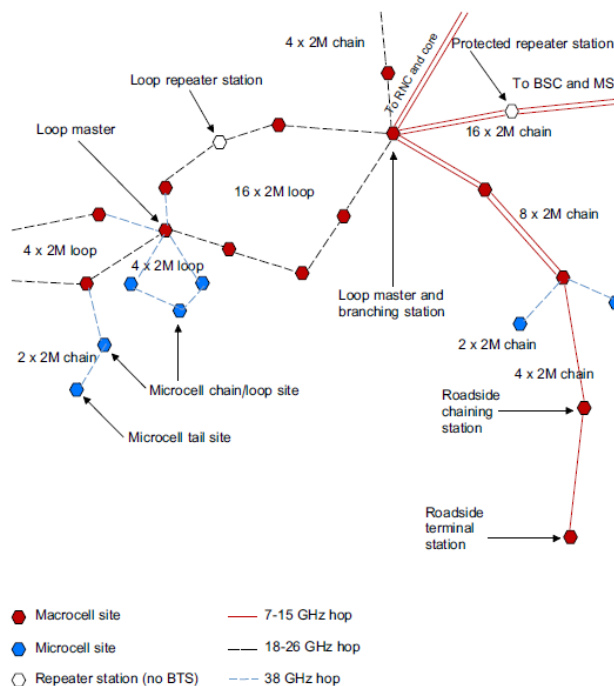 4 x 2M chain
To RNC and core
Protected repeater station
Loop repeater station
To BSC and MS
Loop master
16 x 2M chain
16 x 2M loop
8 x 2M chain
4 x 2M loop
4 x 2M loop
Loop master and
branching station
2 x 2M chain
2 x 2M chain
4 x 2M chain
Microcell chain/loop site
Roadside
chaining
station
Microcell tail site
Roadside
terminal
station
Macrocell site
7-15 GHz hop
Microcell site
18-26 GHz hop
Repeater station (no BTS)
38 GHz hop